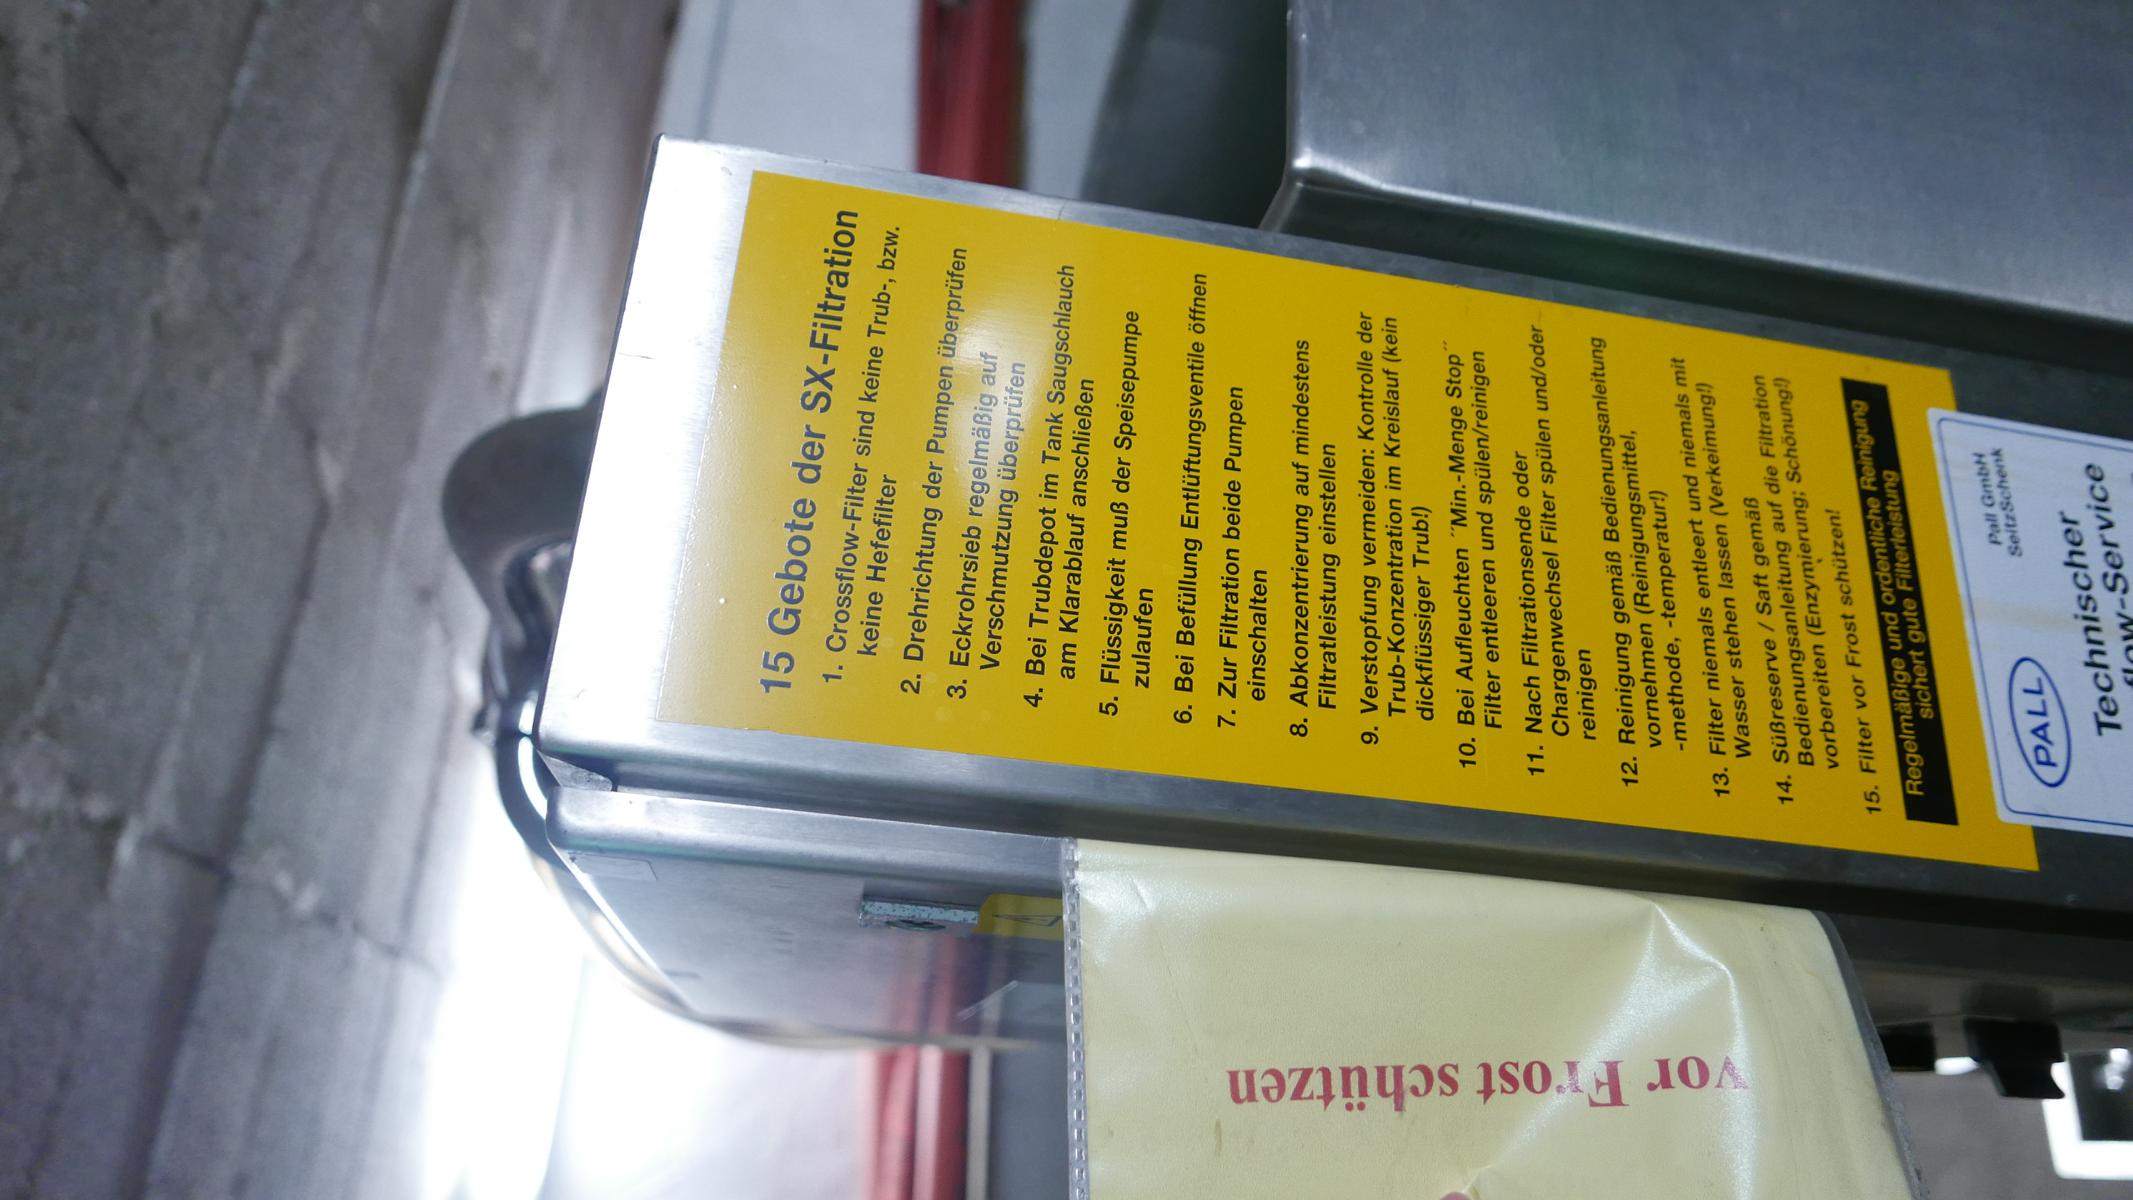 15 Gebote der SX-Filtration
1. Crossflow-Filter sind keine Trub-, bzw.
keine Hefefilter
2. Drehrichtung der Pumpen überprüfen
3. Eckrohrsieb regelmäßig auf
Verschmutzung überprüfen
4. Bei Trubdepot im Tank Saugschlauch
am Klarablauf anschließen
5. Flüssigkeit muß der Speisepumpe
zulaufen
6. Bei Befüllung Entlüftungsventile öffnen
7. Zur Filtration beide Pumpen
einschalten
8. Abkonzentrierung auf mindestens
Filtratleistung einstellen
9. Verstopfung vermeiden: Kontrolle der
Trub-Konzentration im Kreislauf (kein
dickflüssiger Trub!)
10. Bei Aufleuchten ˝Min.-Menge Stop˝
Filter entleeren und spülen/reinigen
11. Nach Filtrationsende oder
Chargenwechsel Filter spülen und/oder
reinigen
12. Reinigung gemäß Bedienungsanleitung
vornehmen (Reinigungsmittel,
-methode, -temperatur!)
13. Filter niemals entleert und niemals mit
Wasser stehen lassen (Verkeimung!)
14. Süßreserve / Saft gemäß
Bedienungsanleitung auf die Filtration
vorbereiten (Enzymierung; Schönung!)
15. Filter vor Frost schützen!
Regelmäßige und ordentliche Reinigung
sichert gute Filterleistung
PALL
Pall GmbH
SeitzSchenk
Technischer
flow-Service
vor Frost schützen